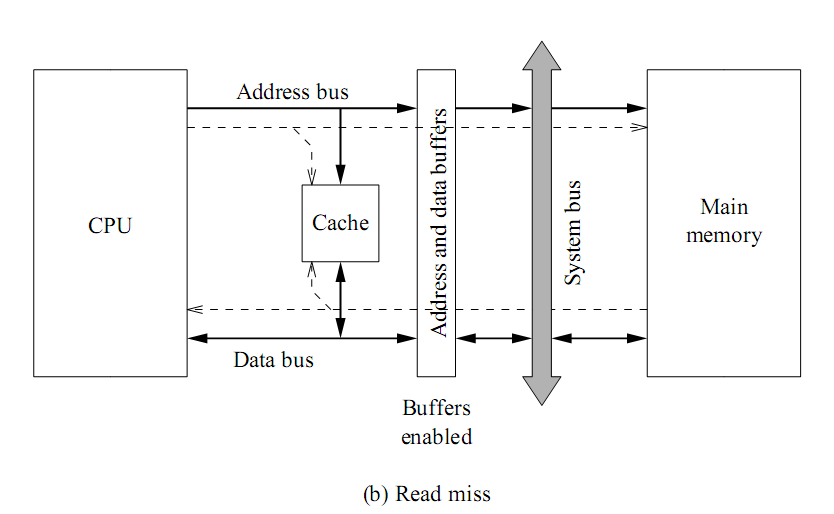 Address bus
CPU
Cache
Address and data buffers
System bus
Main
memory
Data bus
Buffers
enabled
(b) Read miss